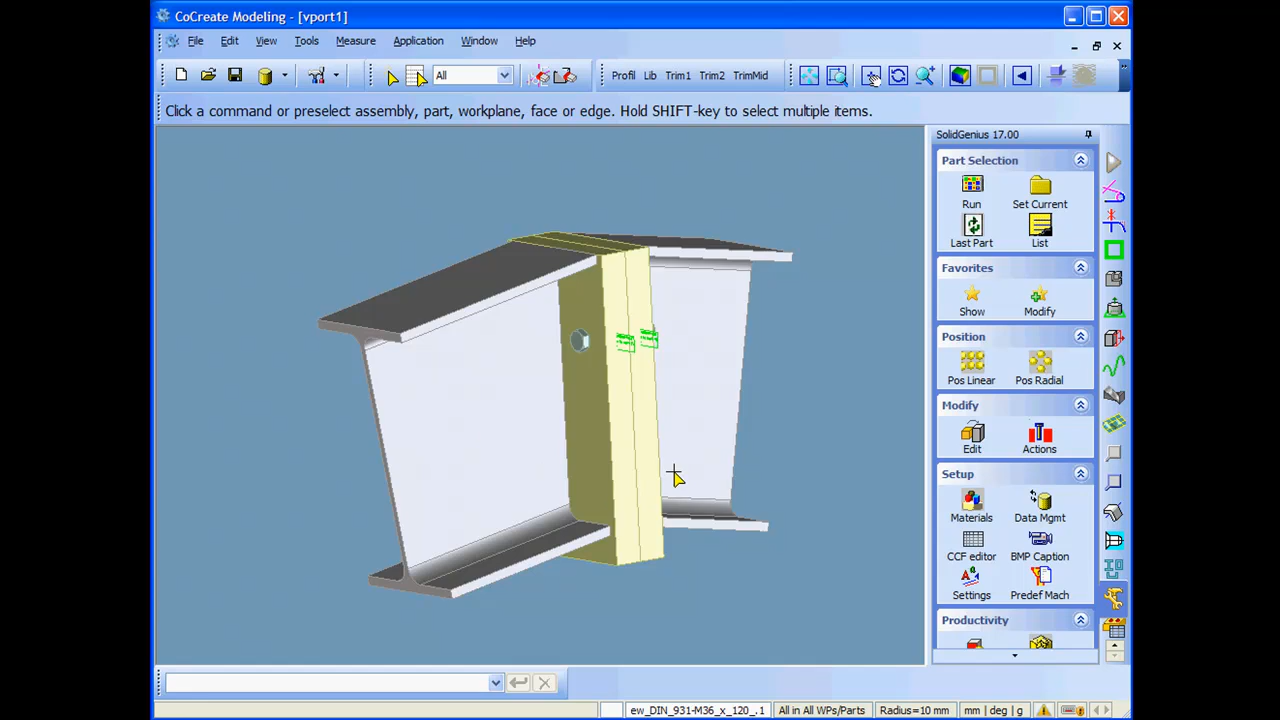 CoCreate Modeling - [vport1]
File Edit View Tools Measure Application Window Help
All Profil Lib Trim1 Trim2 TrimMid
Click a command or preselect assembly, part, workplane, face or edge. Hold SHIFT-key to select multiple items.
SolidGenius 17.00
Part Selection
Run Set Current
Last Part List
Favorites
Show Modify
Position
Pos Linear Pos Radial
Modify
Edit Actions
Setup
Materials Data Mgmt
CCF editor BMP Caption
Settings Predef Mach
Productivity
ew_DIN_931-M36_x_120_.1 All in All WPs/Parts Radius=10 mm mm | deg | g